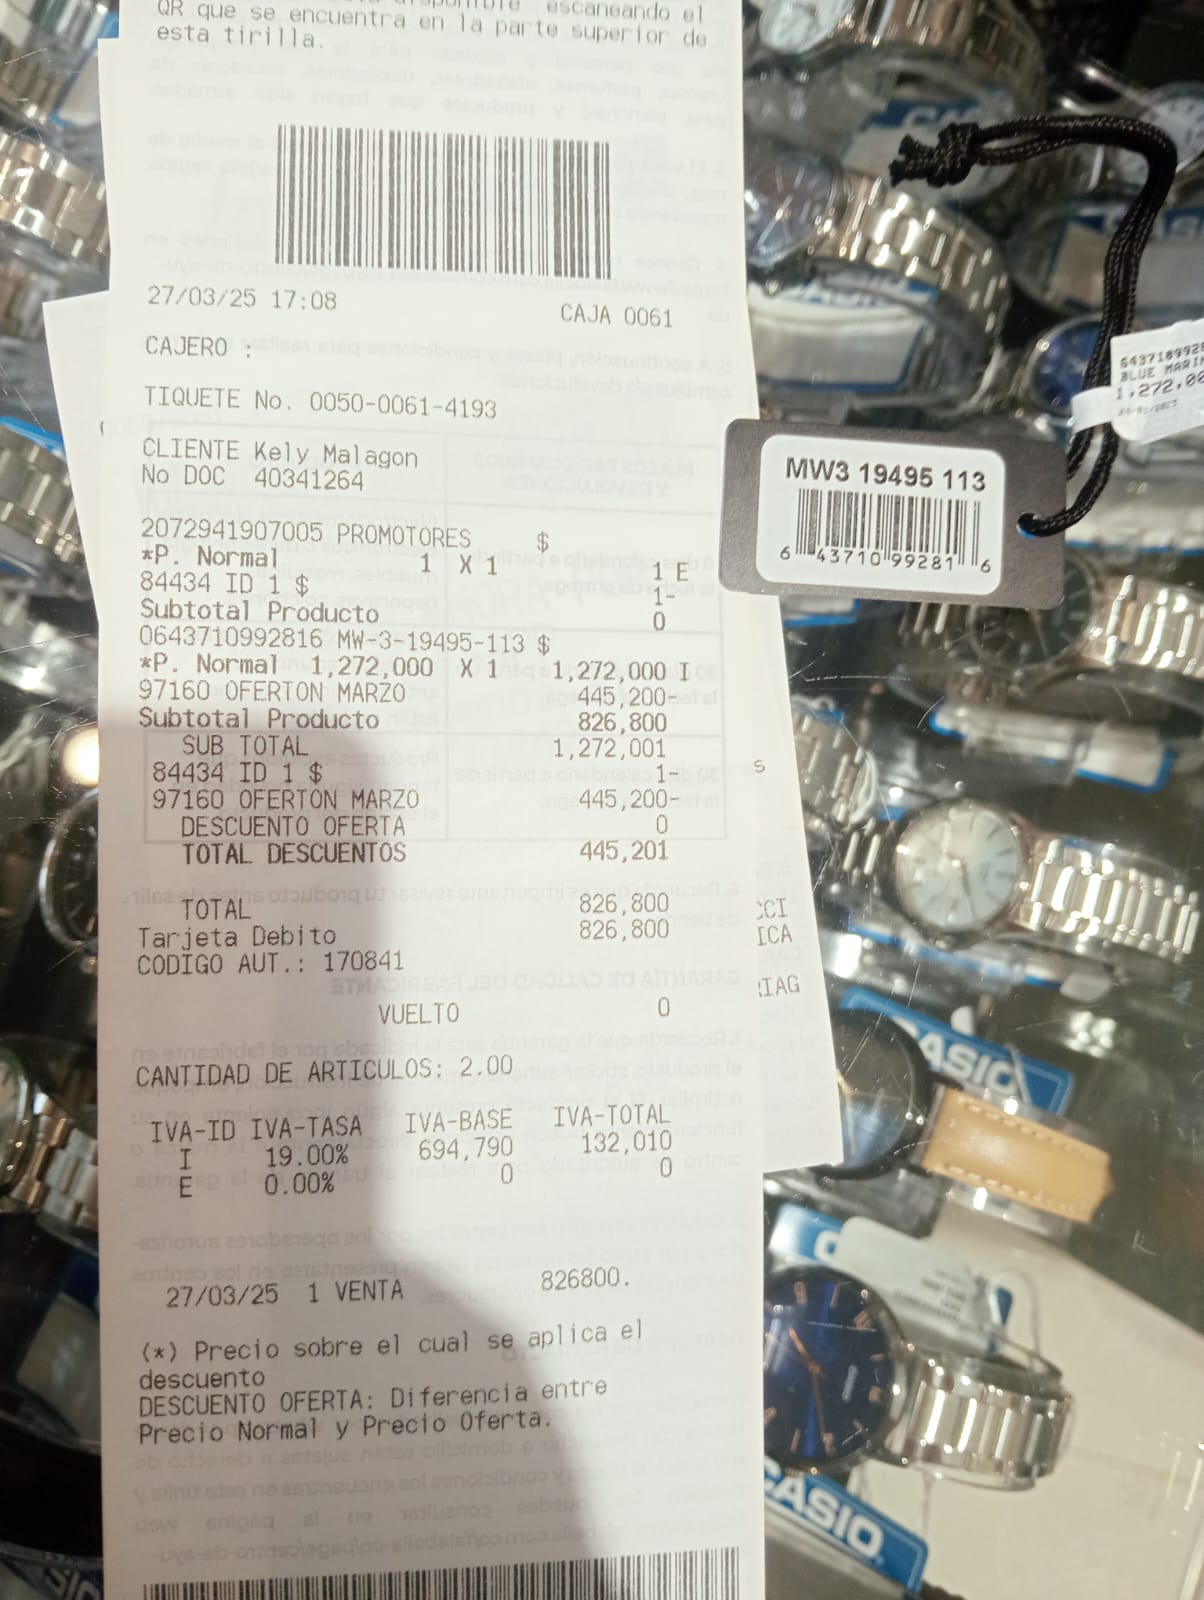 escaneando el
QR que se encuentra en la parte superior de
esta tirilla.
27/03/25 17:08 CAJA 0061
CAJERO :
TIQUETE No. 0050-0061-4193
CLIENTE Kely Malagon
No DOC 40341264
2072941907005 PROMOTORES $
*P. Normal 1 X 1 1 E
84434 ID 1 $ 1-
Subtotal Producto 0
0643710992816 MW-3-19495-113 $
*P. Normal 1,272,000 X 1 1,272,000 I
97160 OFERTON MARZO 445,200-
Subtotal Producto 826,800
SUB TOTAL 1,272,001
84434 ID 1 $ 1-
97160 OFERTON MARZO 445,200-
DESCUENTO OFERTA 0
TOTAL DESCUENTOS 445,201
TOTAL 826,800
Tarjeta Debito 826,800
CODIGO AUT.: 170841
VUELTO 0
CANTIDAD DE ARTICULOS: 2.00
IVA-ID IVA-TASA IVA-BASE IVA-TOTAL
I 19.00% 694,790 132,010
E 0.00% 0 0
27/03/25 1 VENTA 826800.
(*) Precio sobre el cual se aplica el
descuento
DESCUENTO OFERTA: Diferencia entre
Precio Normal y Precio Oferta.
MW3 19495 113
6 43710 99281 6
BLUE MARIN
1,272,00
CASIO
CASIO